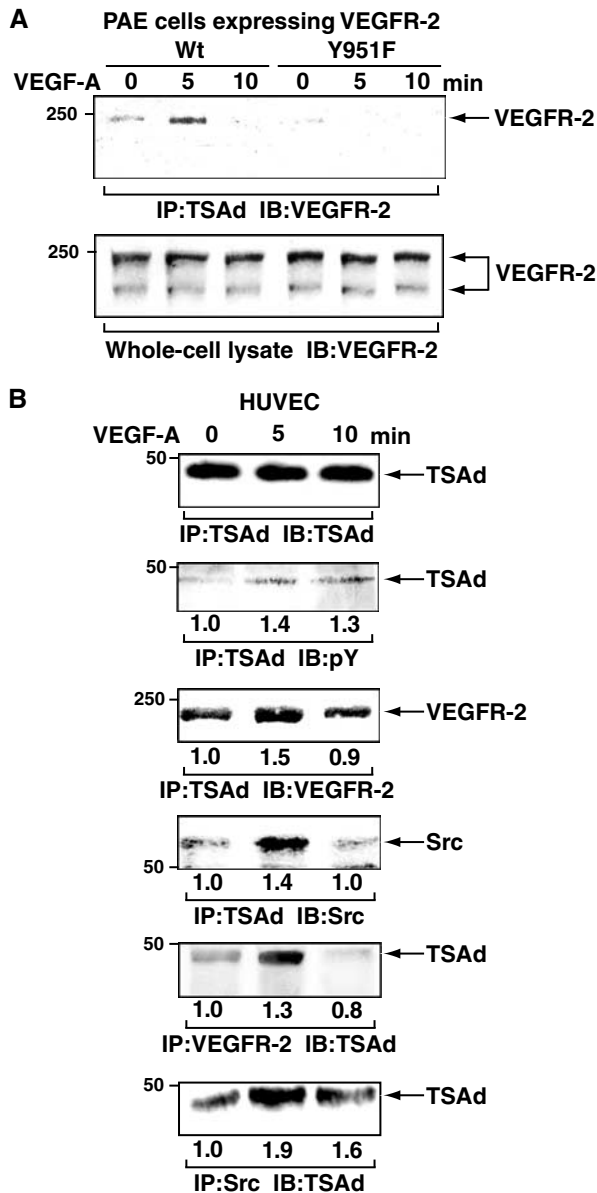 A
PAE cells expressing VEGFR-2
Wt Y951F
VEGF-A 0 5 10 0 5 10 min
250
VEGFR-2
IP:TSAd IB:VEGFR-2
250
VEGFR-2
Whole-cell lysate IB:VEGFR-2
B
HUVEC
VEGF-A 0 5 10 min
50
TSAd
IP:TSAd IB:TSAd
50
TSAd
1.0 1.4 1.3
IP:TSAd IB:pY
250
VEGFR-2
1.0 1.5 0.9
IP:TSAd IB:VEGFR-2
Src
50
1.0 1.4 1.0
IP:TSAd IB:Src
50
TSAd
1.0 1.3 0.8
IP:VEGFR-2 IB:TSAd
50
TSAd
1.0 1.9 1.6
IP:Src IB:TSAd